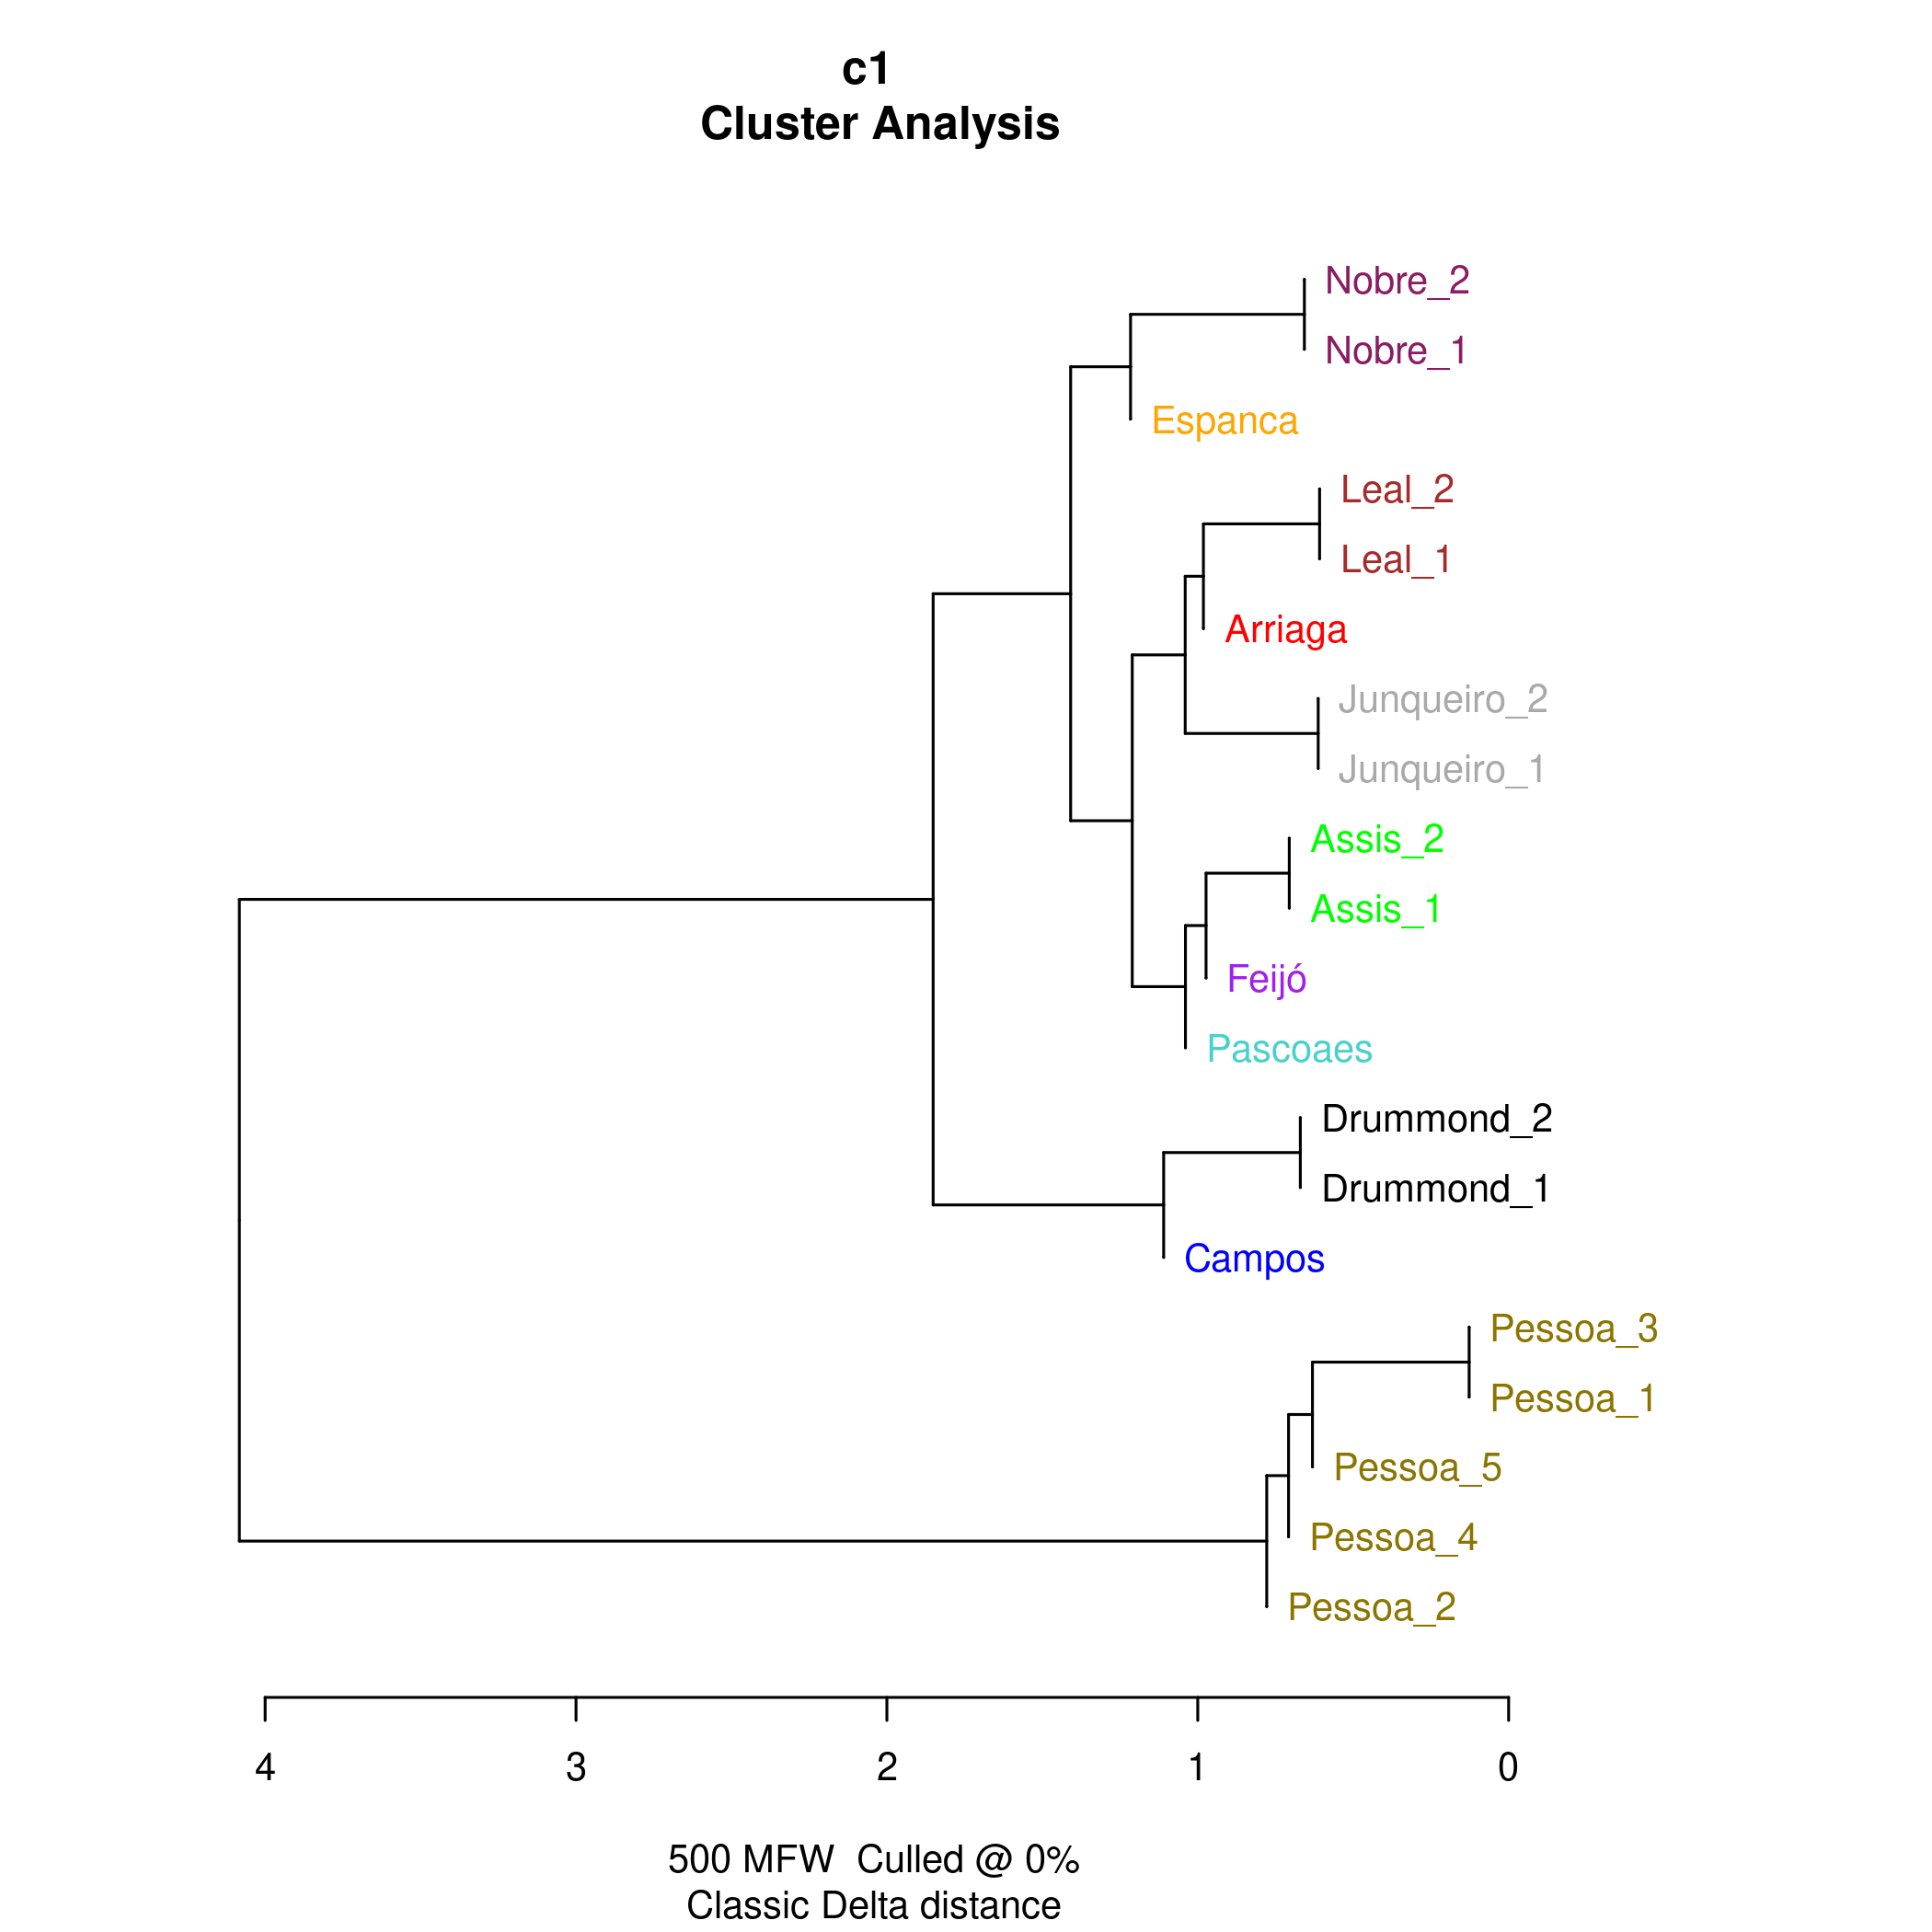 c1
Cluster Analysis
Nobre_2
Nobre_1
Espanca
Leal_2
Leal_1
Arriaga
Junqueiro_2
Junqueiro_1
Assis_2
Assis_1
Feijó
Pascoaes
Drummond_2
Drummond_1
Campos
Pessoa_3
Pessoa_1
Pessoa_5
Pessoa_4
Pessoa_2
4 3 2 1 0
500 MFW Culled @ 0%
Classic Delta distance